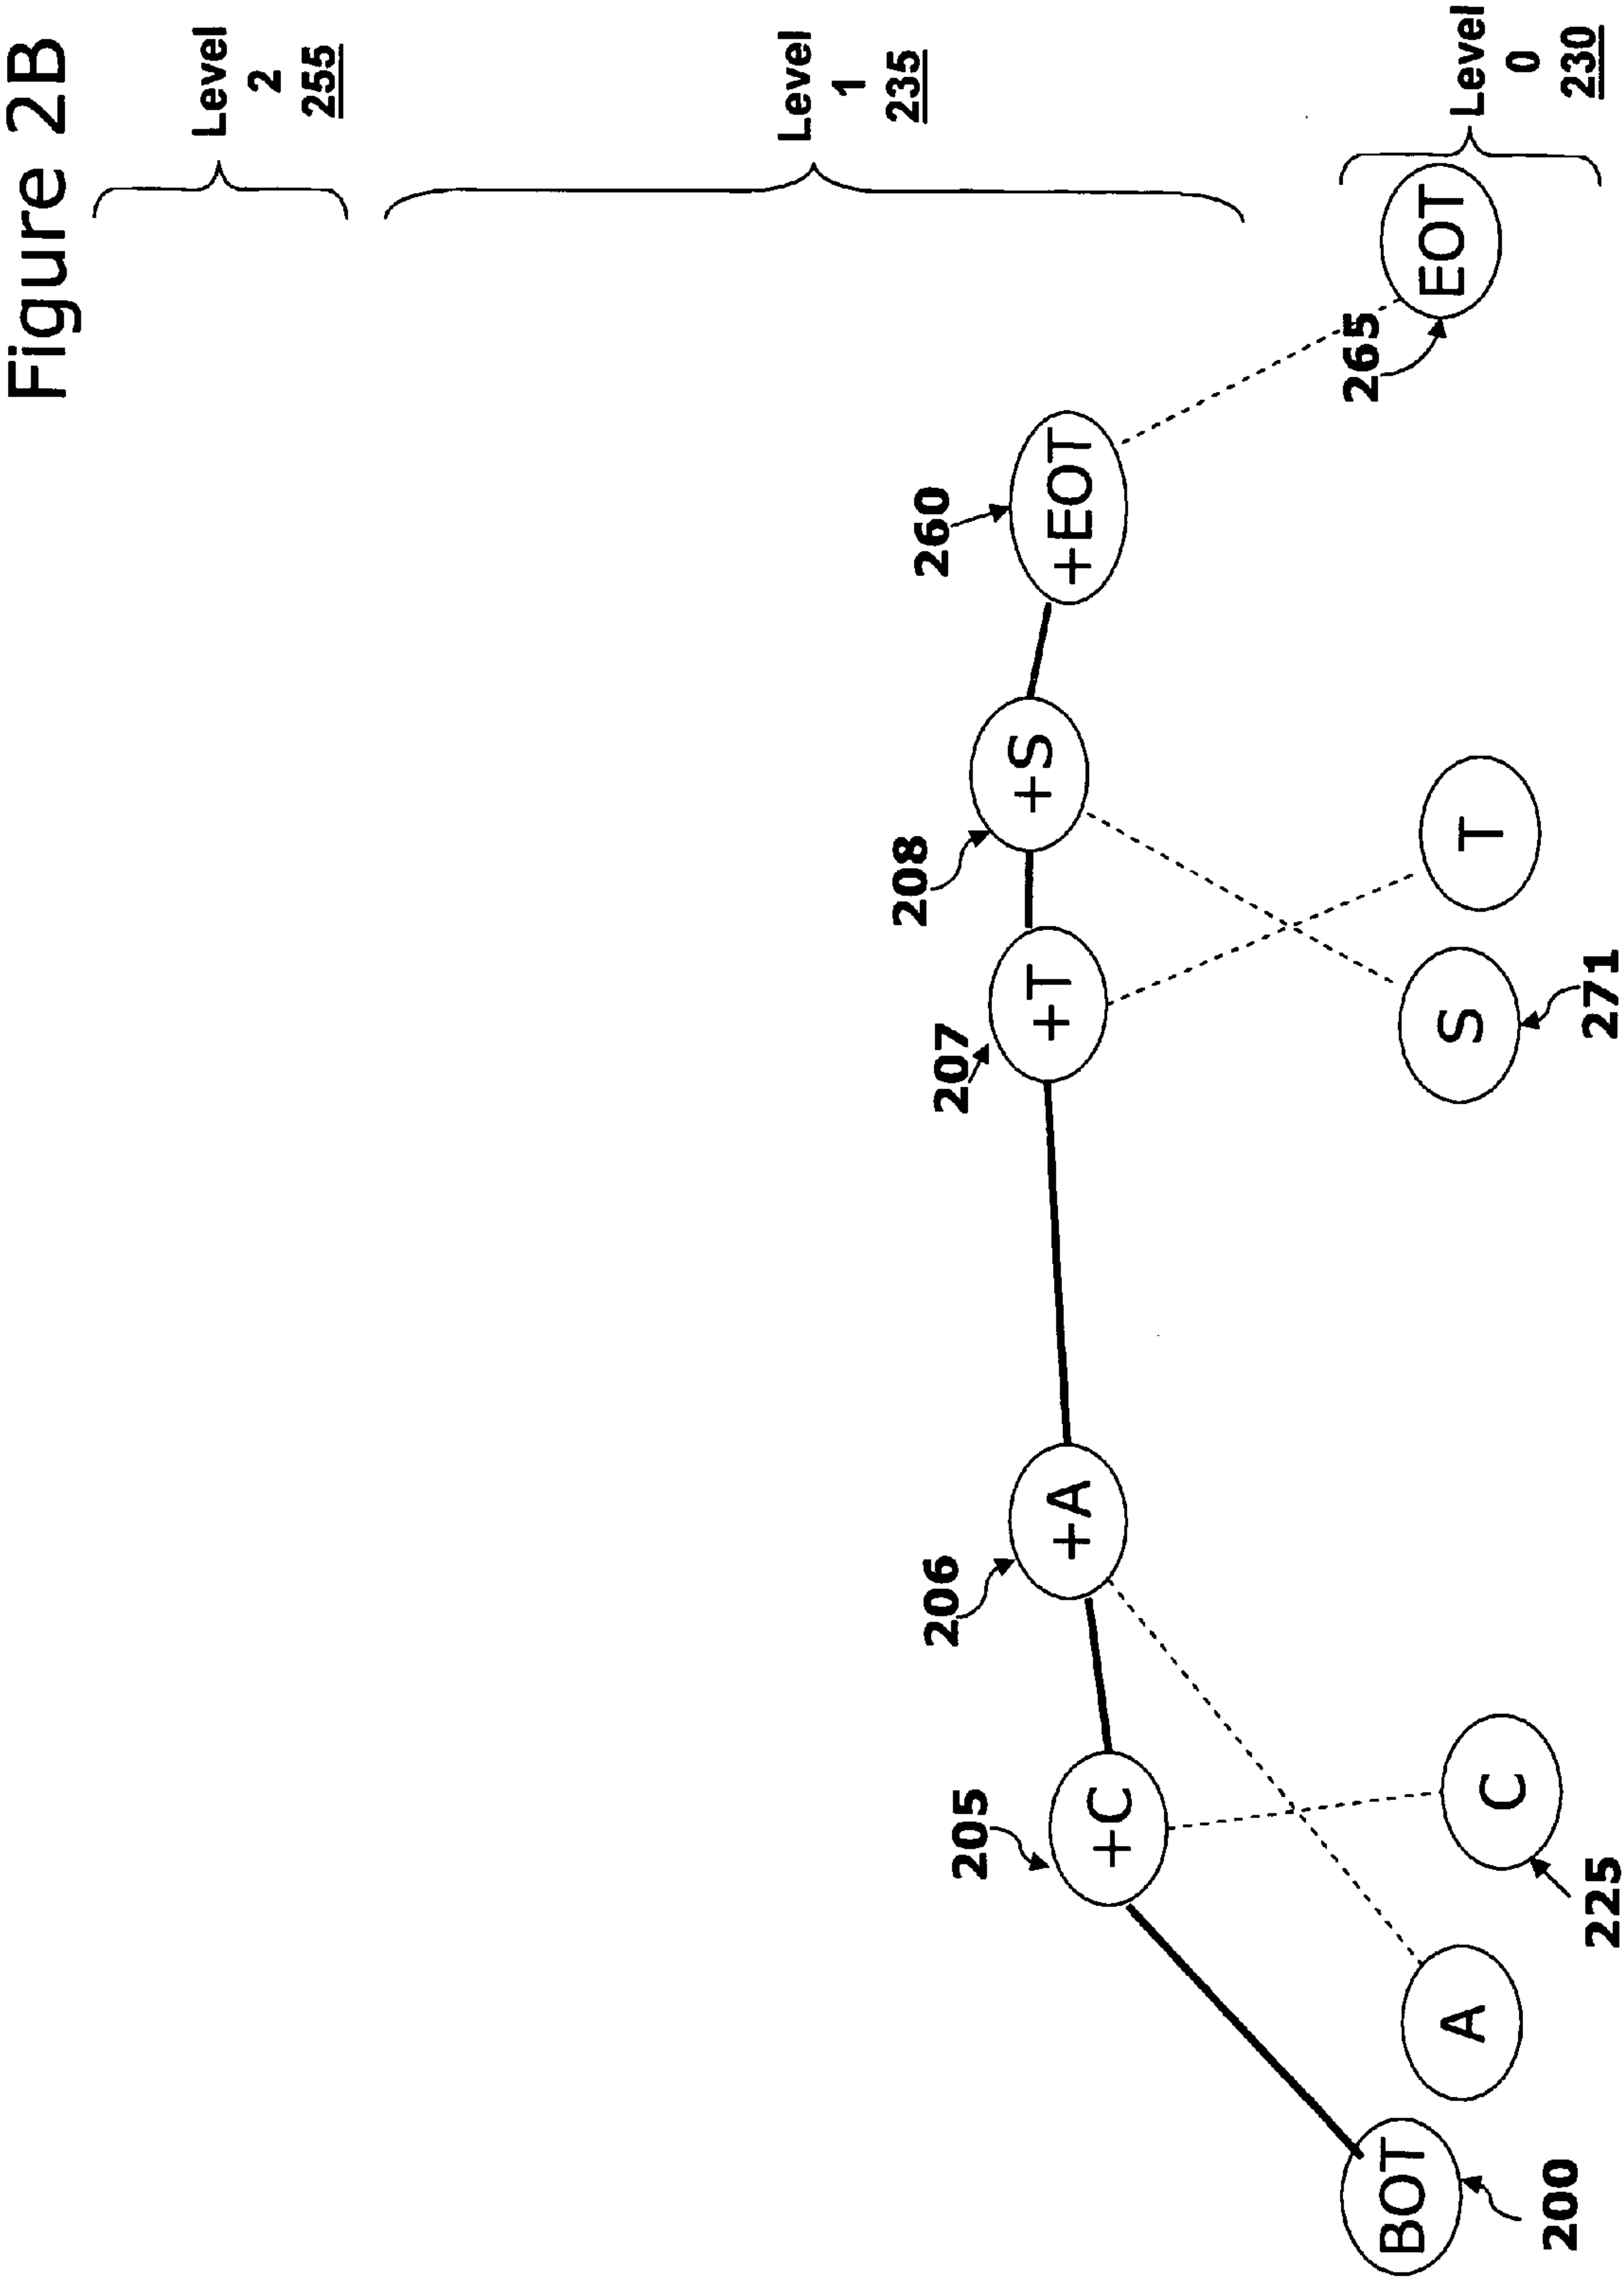 Figure 2B
Level
2
255
Level
1
235
Level
0
230
260
208
207
206
205
+EOT
+S
+T
+A
+C
265
EOT
T
S
271
C
225
A
BOT
200